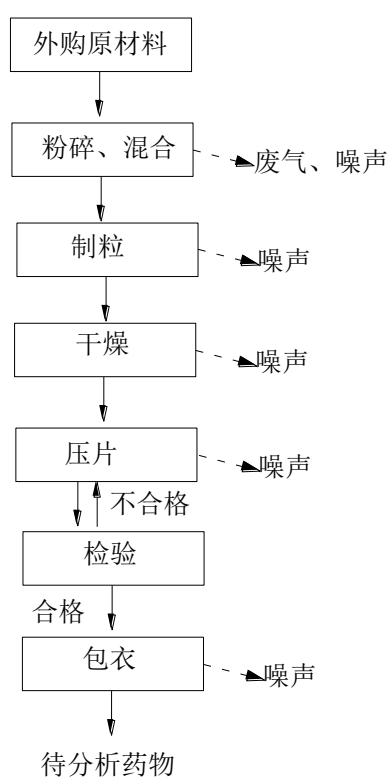 外购原材料
粉碎、混合
废气、噪声
制粒
噪声
干燥
噪声
压片
噪声
不合格
检验
合格
包衣
噪声
待分析药物